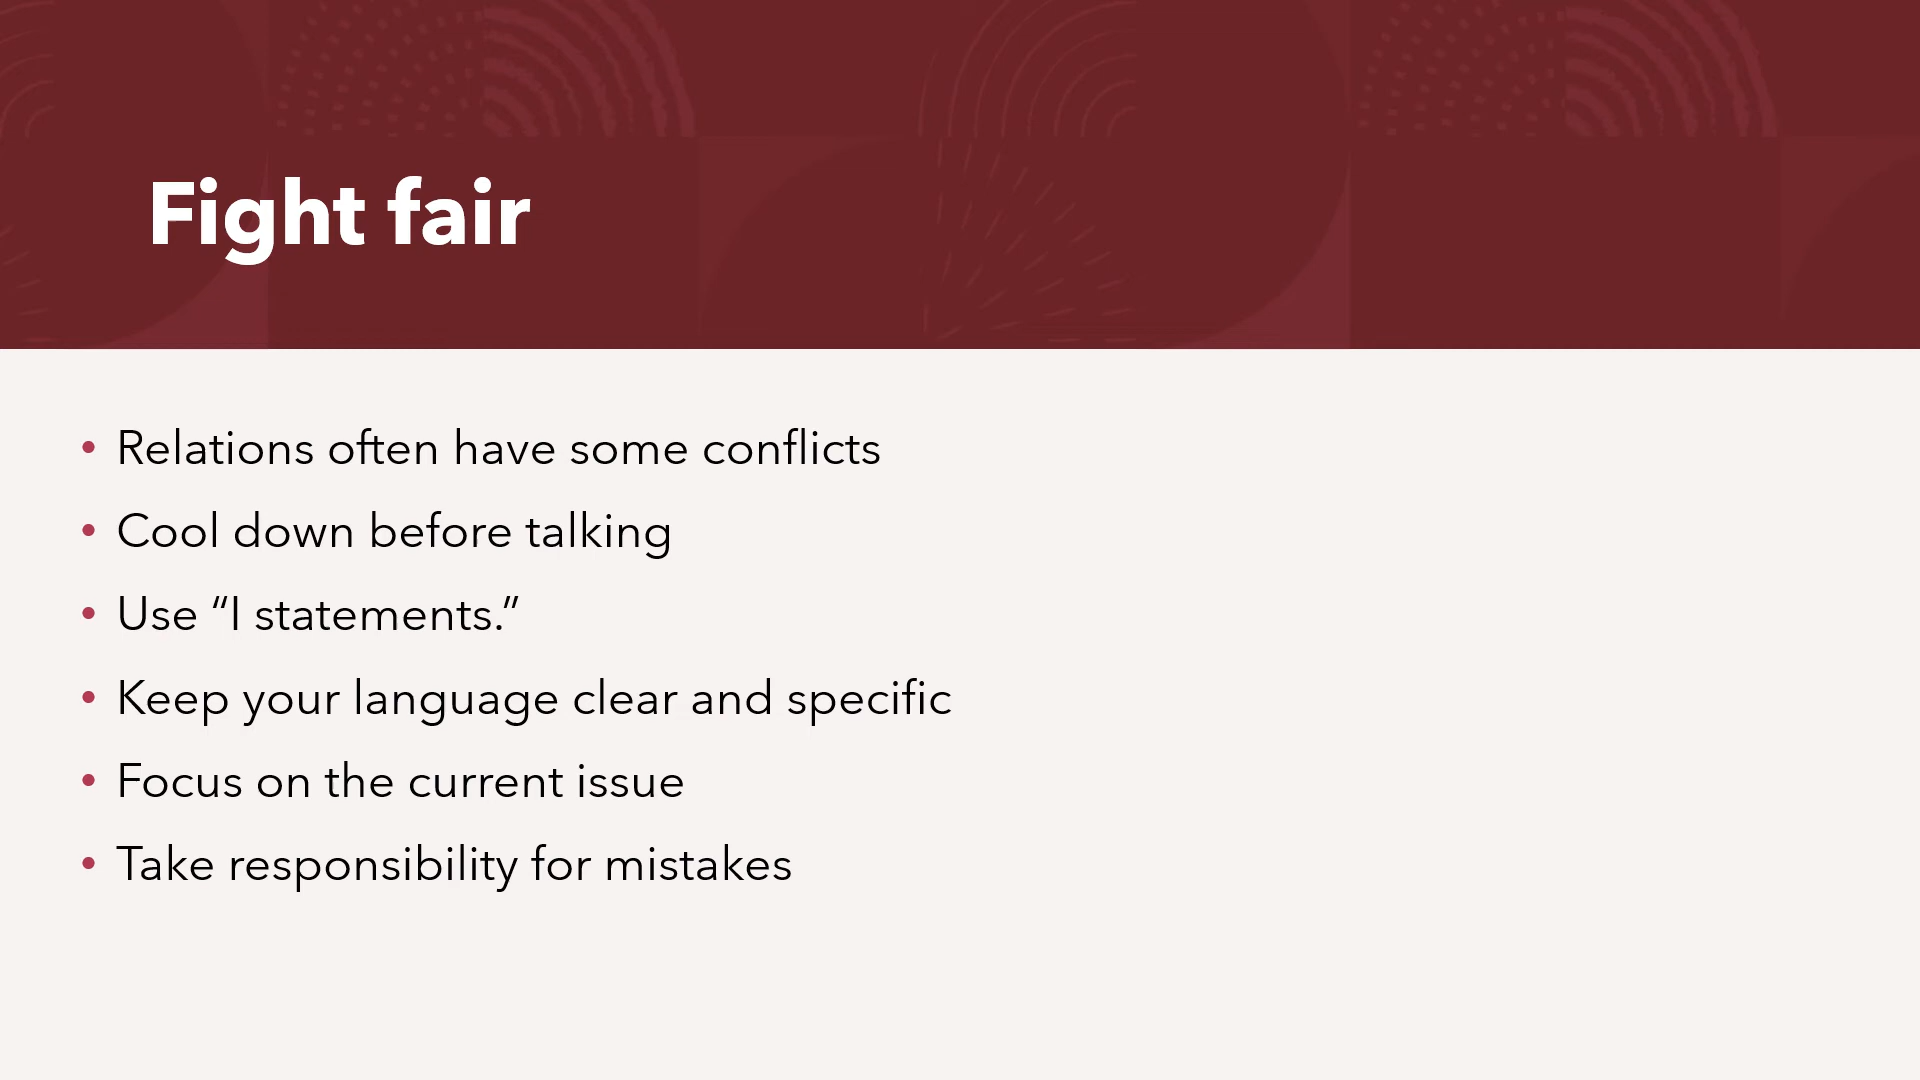 Fight fair
• Relations often have some conflicts
• Cool down before talking
• Use “I statements.”
• Keep your language clear and specific
• Focus on the current issue
• Take responsibility for mistakes